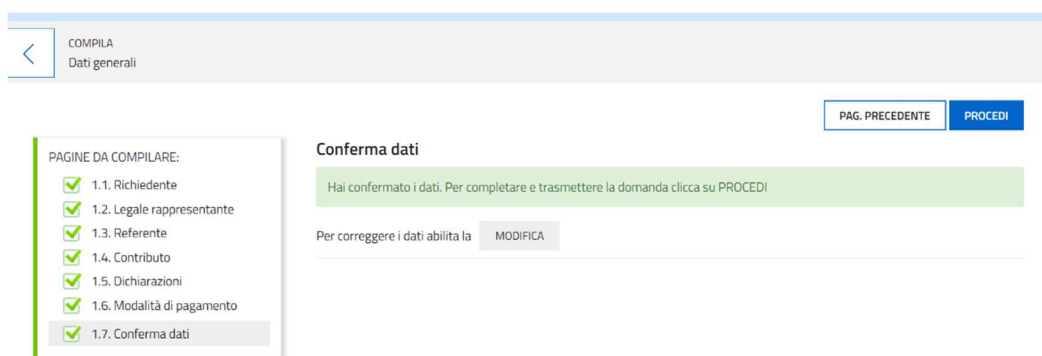 COMPILA
Dati generali
PAG. PRECEDENTE
PROCEDI
PAGINE DA COMPILARE:
1.1. Richiedente
1.2. Legale rappresentante
1.3. Referente
1.4. Contributo
1.5. Dichiarazioni
1.6. Modalità di pagamento
1.7. Conferma dati
Conferma dati
Hai confermato i dati. Per completare e trasmettere la domanda clicca su PROCEDI
Per correggere i dati abilita la MODIFICA